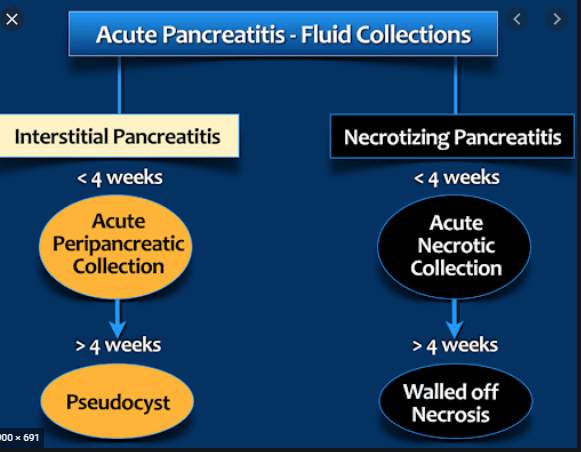 Acute Pancreatitis - Fluid Collections
Interstitial Pancreatitis
Necrotizing Pancreatitis
< 4 weeks
< 4 weeks
Acute
Peripancreatic
Collection
Acute
Necrotic
Collection
> 4 weeks
> 4 weeks
Pseudocyst
Walled off
Necrosis
00 × 691